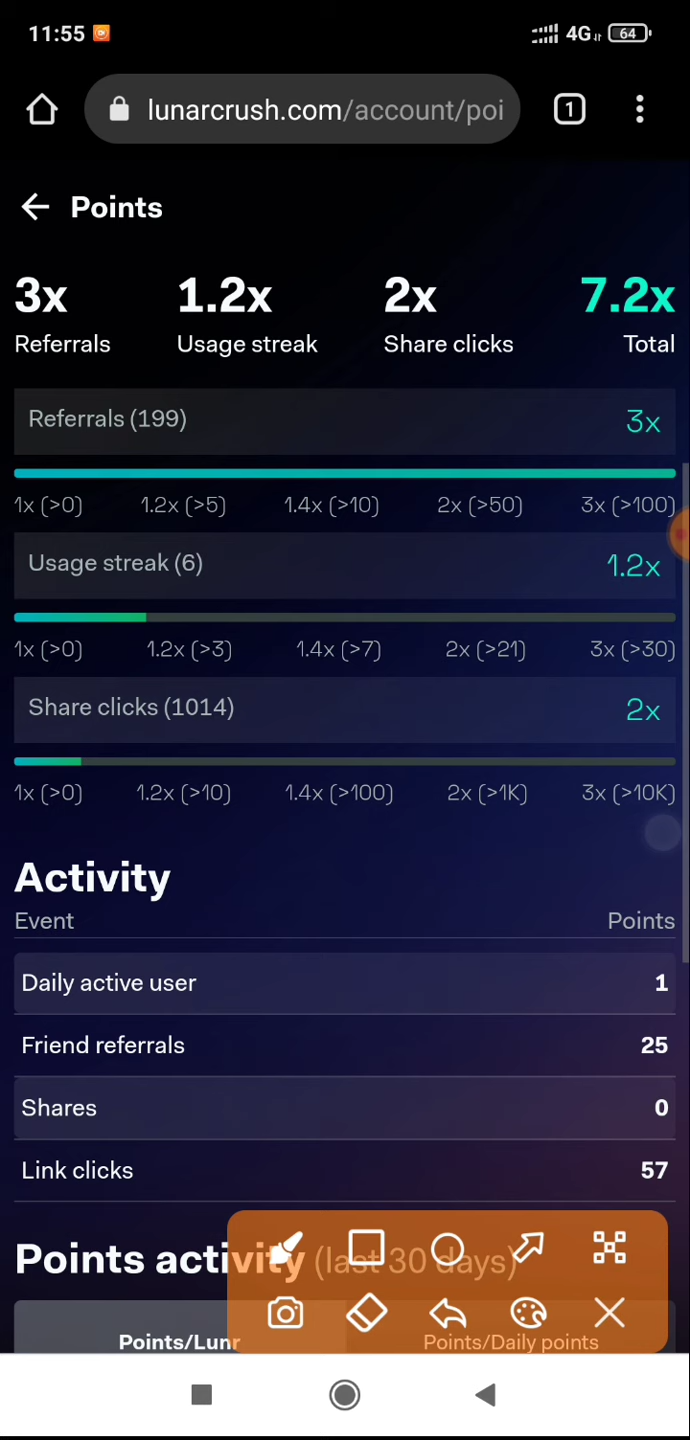 11:55 4G 64
lunarcrush.com/account/poi 1
Points
3x 1.2x 2x 7.2x
Referrals Usage streak Share clicks Total
Referrals (199) 3x
1x (>0) 1.2x (>5) 1.4x (>10) 2x (>50) 3x (>100)
Usage streak (6) 1.2x
1x (>0) 1.2x (>3) 1.4x (>7) 2x (>21) 3x (>30)
Share clicks (1014) 2x
1x (>0) 1.2x (>10) 1.4x (>100) 2x (>1K) 3x (>10K)
Activity
Event Points
Daily active user 1
Friend referrals 25
Shares 0
Link clicks 57
Points activity (last 30 days)
Points/Lunr Points/Daily points